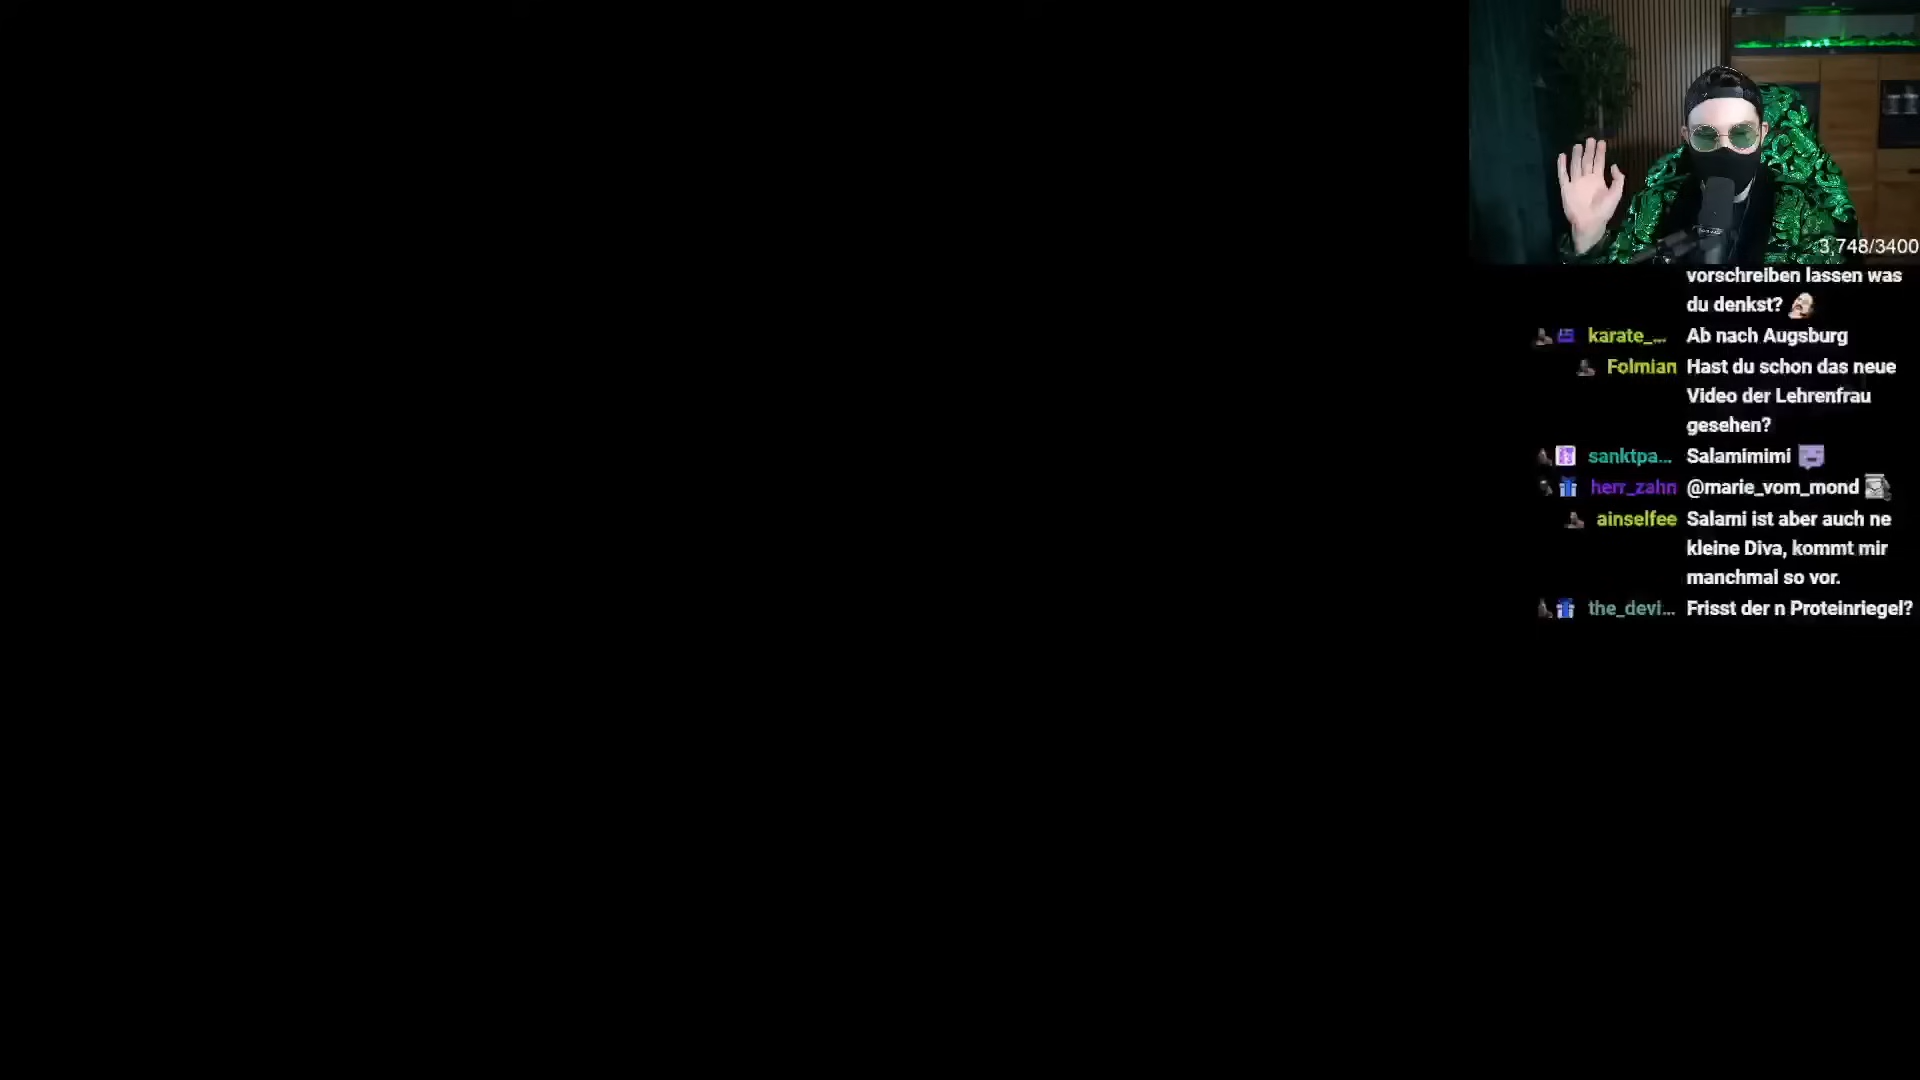 3,748/3400
vorschreiben lassen was
du denkst?
karate_... Ab nach Augsburg
Folmian Hast du schon das neue
Video der Lehrenfrau
gesehen?
sanktpa... Salamimimi
herr_zahn @marie_vom_mond
ainselfee Salami ist aber auch ne
kleine Diva, kommt mir
manchmal so vor.
the_devi... Frisst der n Proteinriegel?